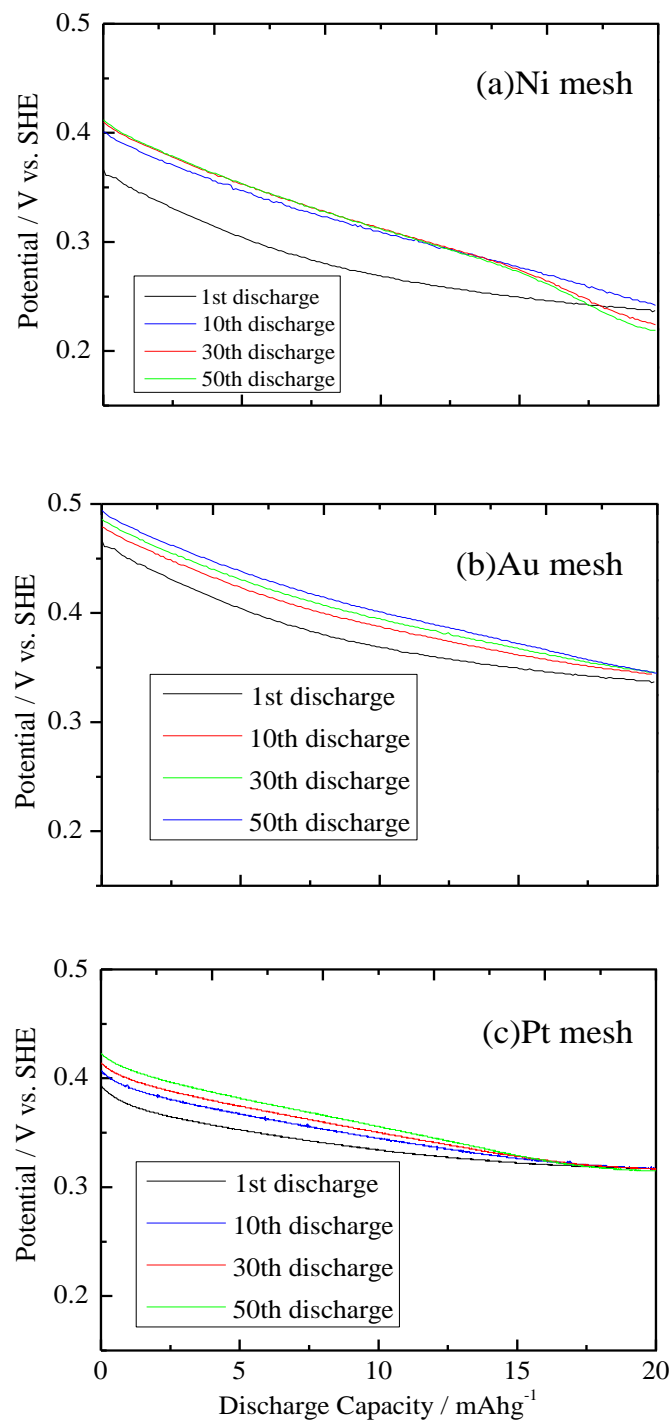 0.5
(a)Ni mesh
0.4
0.3
0.2
Potential / V vs. SHE
1st discharge
10th discharge
30th discharge
50th discharge
0.5
(b)Au mesh
0.4
0.3
0.2
Potential / V vs. SHE
1st discharge
10th discharge
30th discharge
50th discharge
0.5
(c)Pt mesh
0.4
0.3
0.2
Potential / V vs. SHE
1st discharge
10th discharge
30th discharge
50th discharge
0 5 10 15 20
Discharge Capacity / mAhg⁻¹